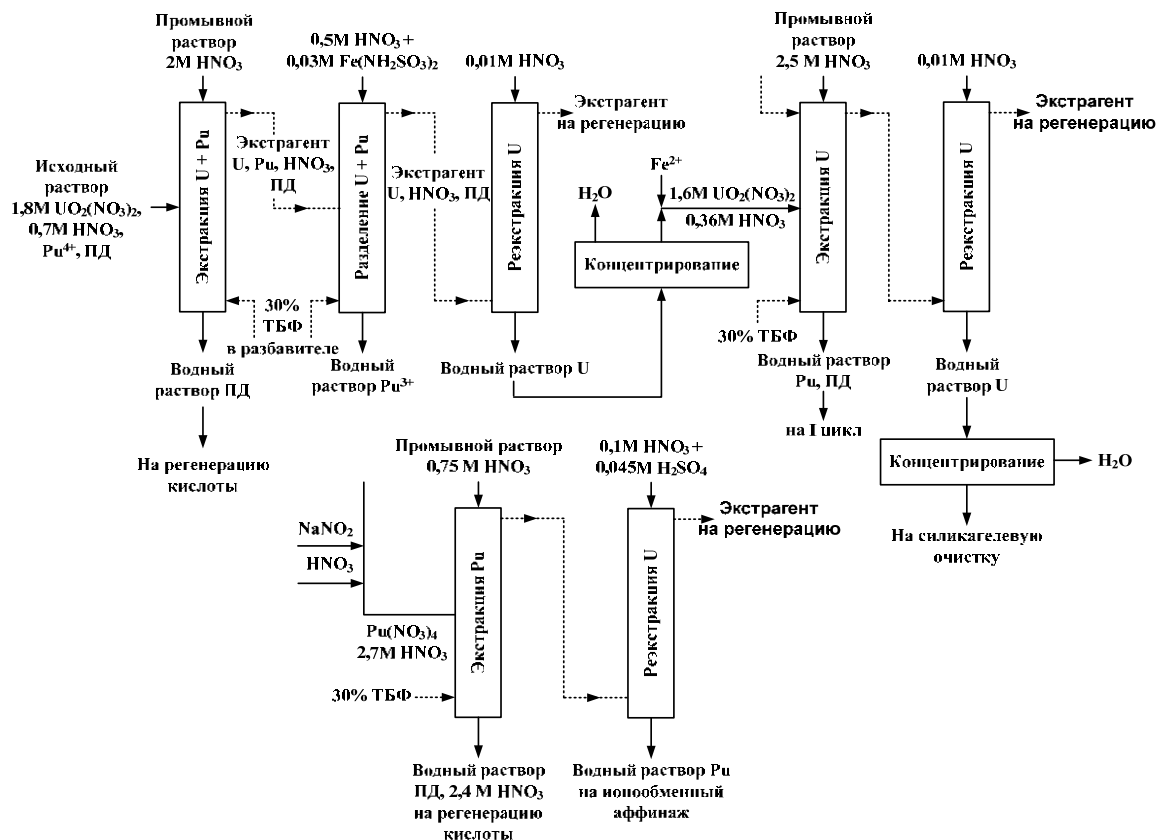 Промывной
раствор
2М HNO3
0,5М HNO3 +
0,03М Fe(NH2SO3)2
0,01М HNO3
Промывной
раствор
2,5 М HNO3
0,01М HNO3
Исходный
раствор
1,8М UO2(NO3)2,
0,7М HNO3,
Pu4+, ПД
Экстракция U + Pu
Экстрагент
U, Pu, HNO3,
ПД
Разделение U + Pu
Экстрагент
U, HNO3, ПД
Реэкстракция U
Экстрагент
на регенерацию
H2O
Fe2+
1,6М UO2(NO3)2
0,36М HNO3
Концентрирование
Экстракция U
Реэкстракция U
Экстрагент
на регенерацию
30%
ТБФ
в разбавителе
30% ТБФ
Водный
раствор ПД
Водный
раствор Pu3+
Водный раствор U
Водный раствор
Pu, ПД
Водный
раствор U
На регенерацию
кислоты
на I цикл
Концентрирование
H2O
На силикагелевую
очистку
Промывной раствор
0,75 М HNO3
0,1М HNO3 +
0,045М H2SO4
NaNO2
HNO3
Pu(NO3)4
2,7М HNO3
30% ТБФ
Экстракция Pu
Реэкстракция U
Экстрагент
на регенерацию
Водный раствор
ПД, 2,4 М HNO3
на регенерацию
кислоты
Водный раствор Pu
на ионообменный
аффинаж